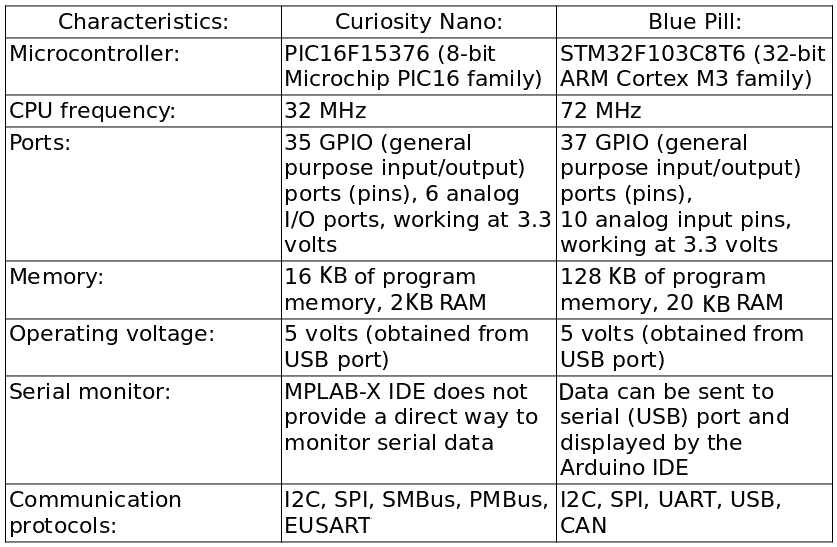 Characteristics: Curiosity Nano: Blue Pill:
Microcontroller: PIC16F15376 (8-bit STM32F103C8T6 (32-bit
Microchip PIC16 family) ARM Cortex M3 family)
CPU frequency: 32 MHz 72 MHz
Ports: 35 GPIO (general 37 GPIO (general
purpose input/output) purpose input/output)
ports (pins), 6 analog ports (pins),
I/O ports, working at 3.3 10 analog input pins,
volts working at 3.3 volts
Memory: 16 KB of program 128 KB of program
memory, 2KB RAM memory, 20 KB RAM
Operating voltage: 5 volts (obtained from 5 volts (obtained from
USB port) USB port)
Serial monitor: MPLAB-X IDE does not Data can be sent to
provide a direct way to serial (USB) port and
monitor serial data displayed by the
Arduino IDE
Communication I2C, SPI, SMBus, PMBus, I2C, SPI, UART, USB,
protocols: EUSART CAN